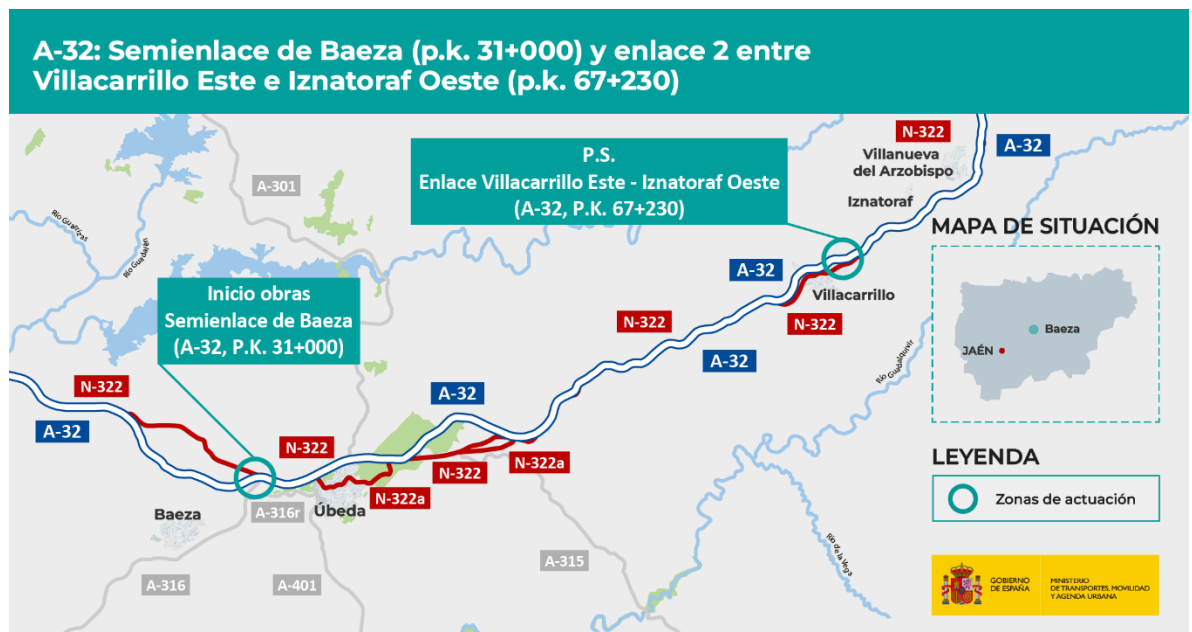 A-32: Semienlace de Baeza (p.k. 31+000) y enlace 2 entre
Villacarrillo Este e Iznatoraf Oeste (p.k. 67+230)
N-322
A-32
Villanueva
del Arzobispo
P.S.
Enlace Villacarrillo Este - Iznatoraf Oeste
(A-32, P.K. 67+230)
A-301
Iznatoraf
Río Guarrizas
Río Guadalén
MAPA DE SITUACIÓN
A-32
Villacarrillo
Inicio obras
Semienlace de Baeza
(A-32, P.K. 31+000)
N-322
N-322
Baeza
JAÉN
A-32
Río Guadalquivir
N-322
A-32
A-32
N-322
LEYENDA
N-322
N-322a
N-322a
Zonas de actuación
Baeza
A-316r
Úbeda
Río de la Vega
A-315
A-316
A-401
GOBIERNO
DE ESPAÑA
MINISTERIO
DE TRANSPORTES, MOVILIDAD
Y AGENDA URBANA